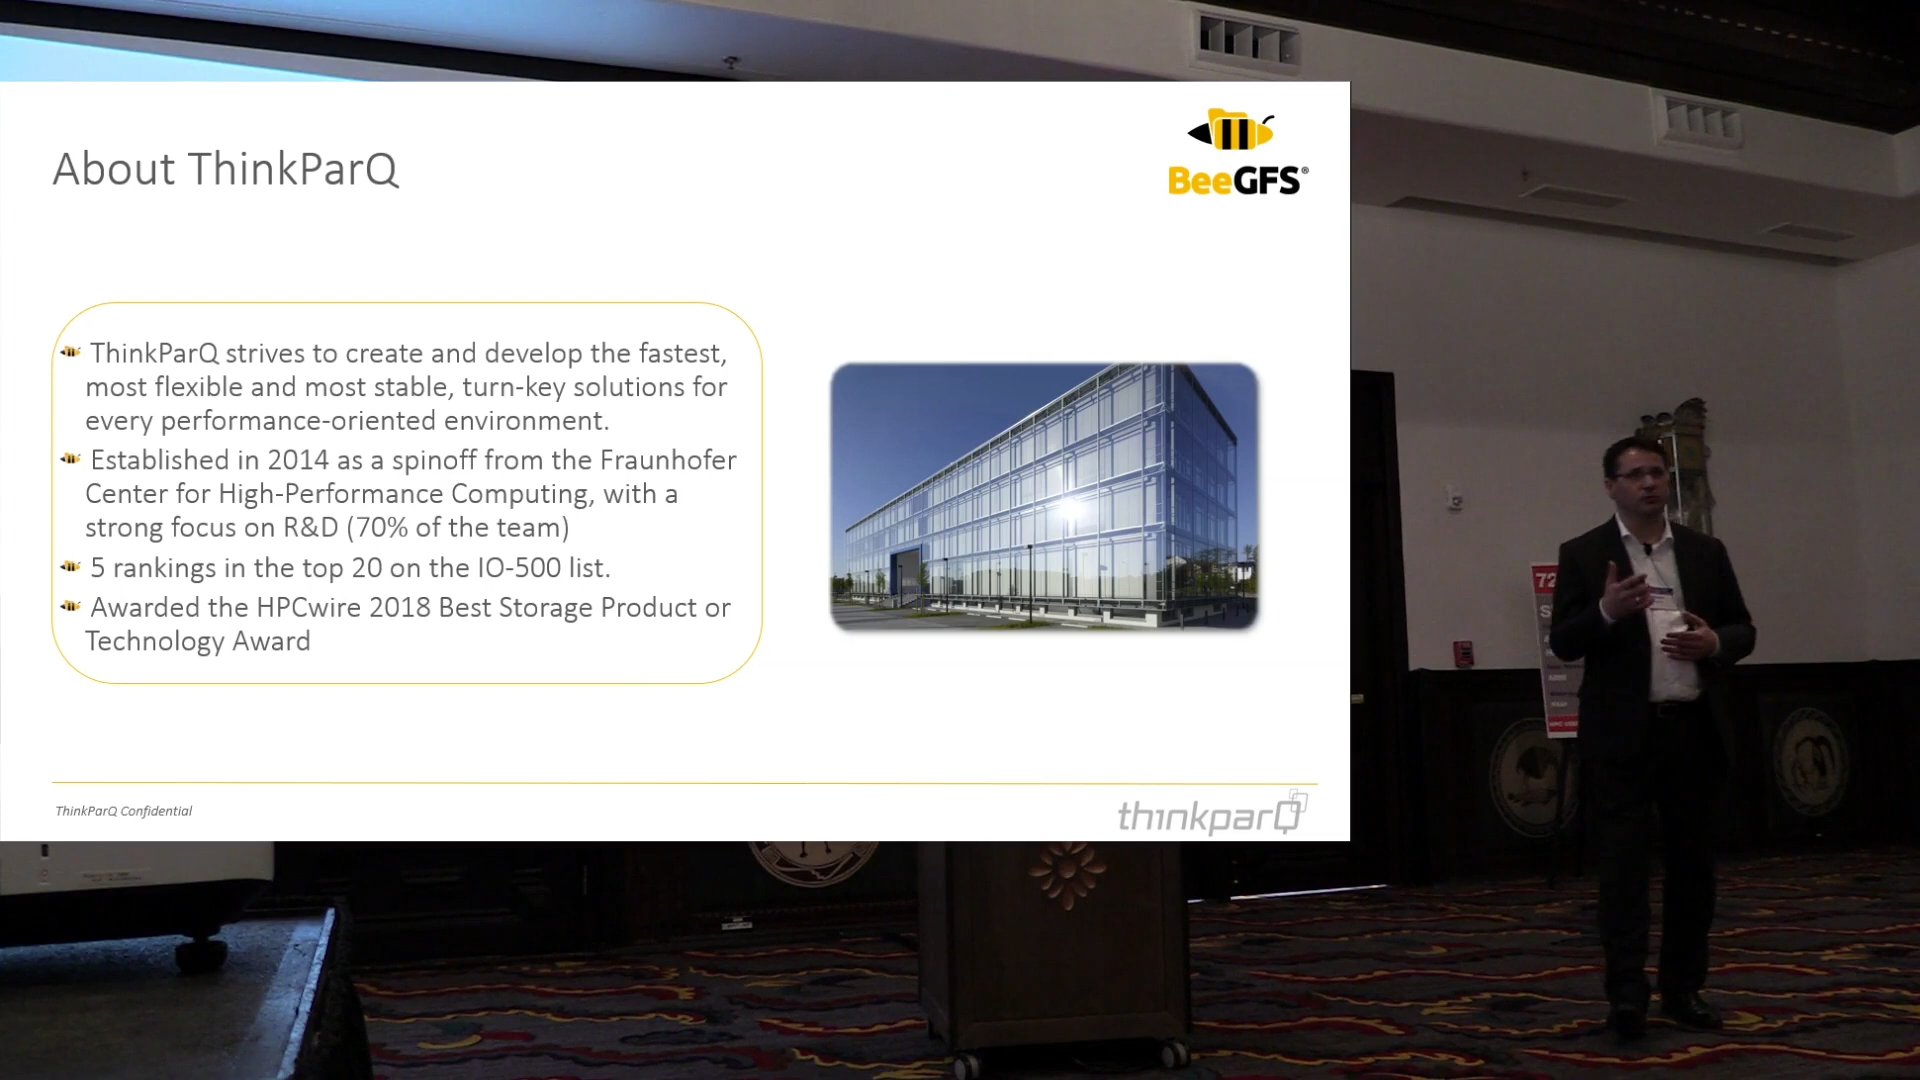 About ThinkParQ
BeeGFS®
ThinkParQ strives to create and develop the fastest,
most flexible and most stable, turn-key solutions for
every performance-oriented environment.
Established in 2014 as a spinoff from the Fraunhofer
Center for High-Performance Computing, with a
strong focus on R&D (70% of the team)
5 rankings in the top 20 on the IO-500 list.
Awarded the HPCwire 2018 Best Storage Product or
Technology Award
ThinkParQ Confidential
thinkparQ
72